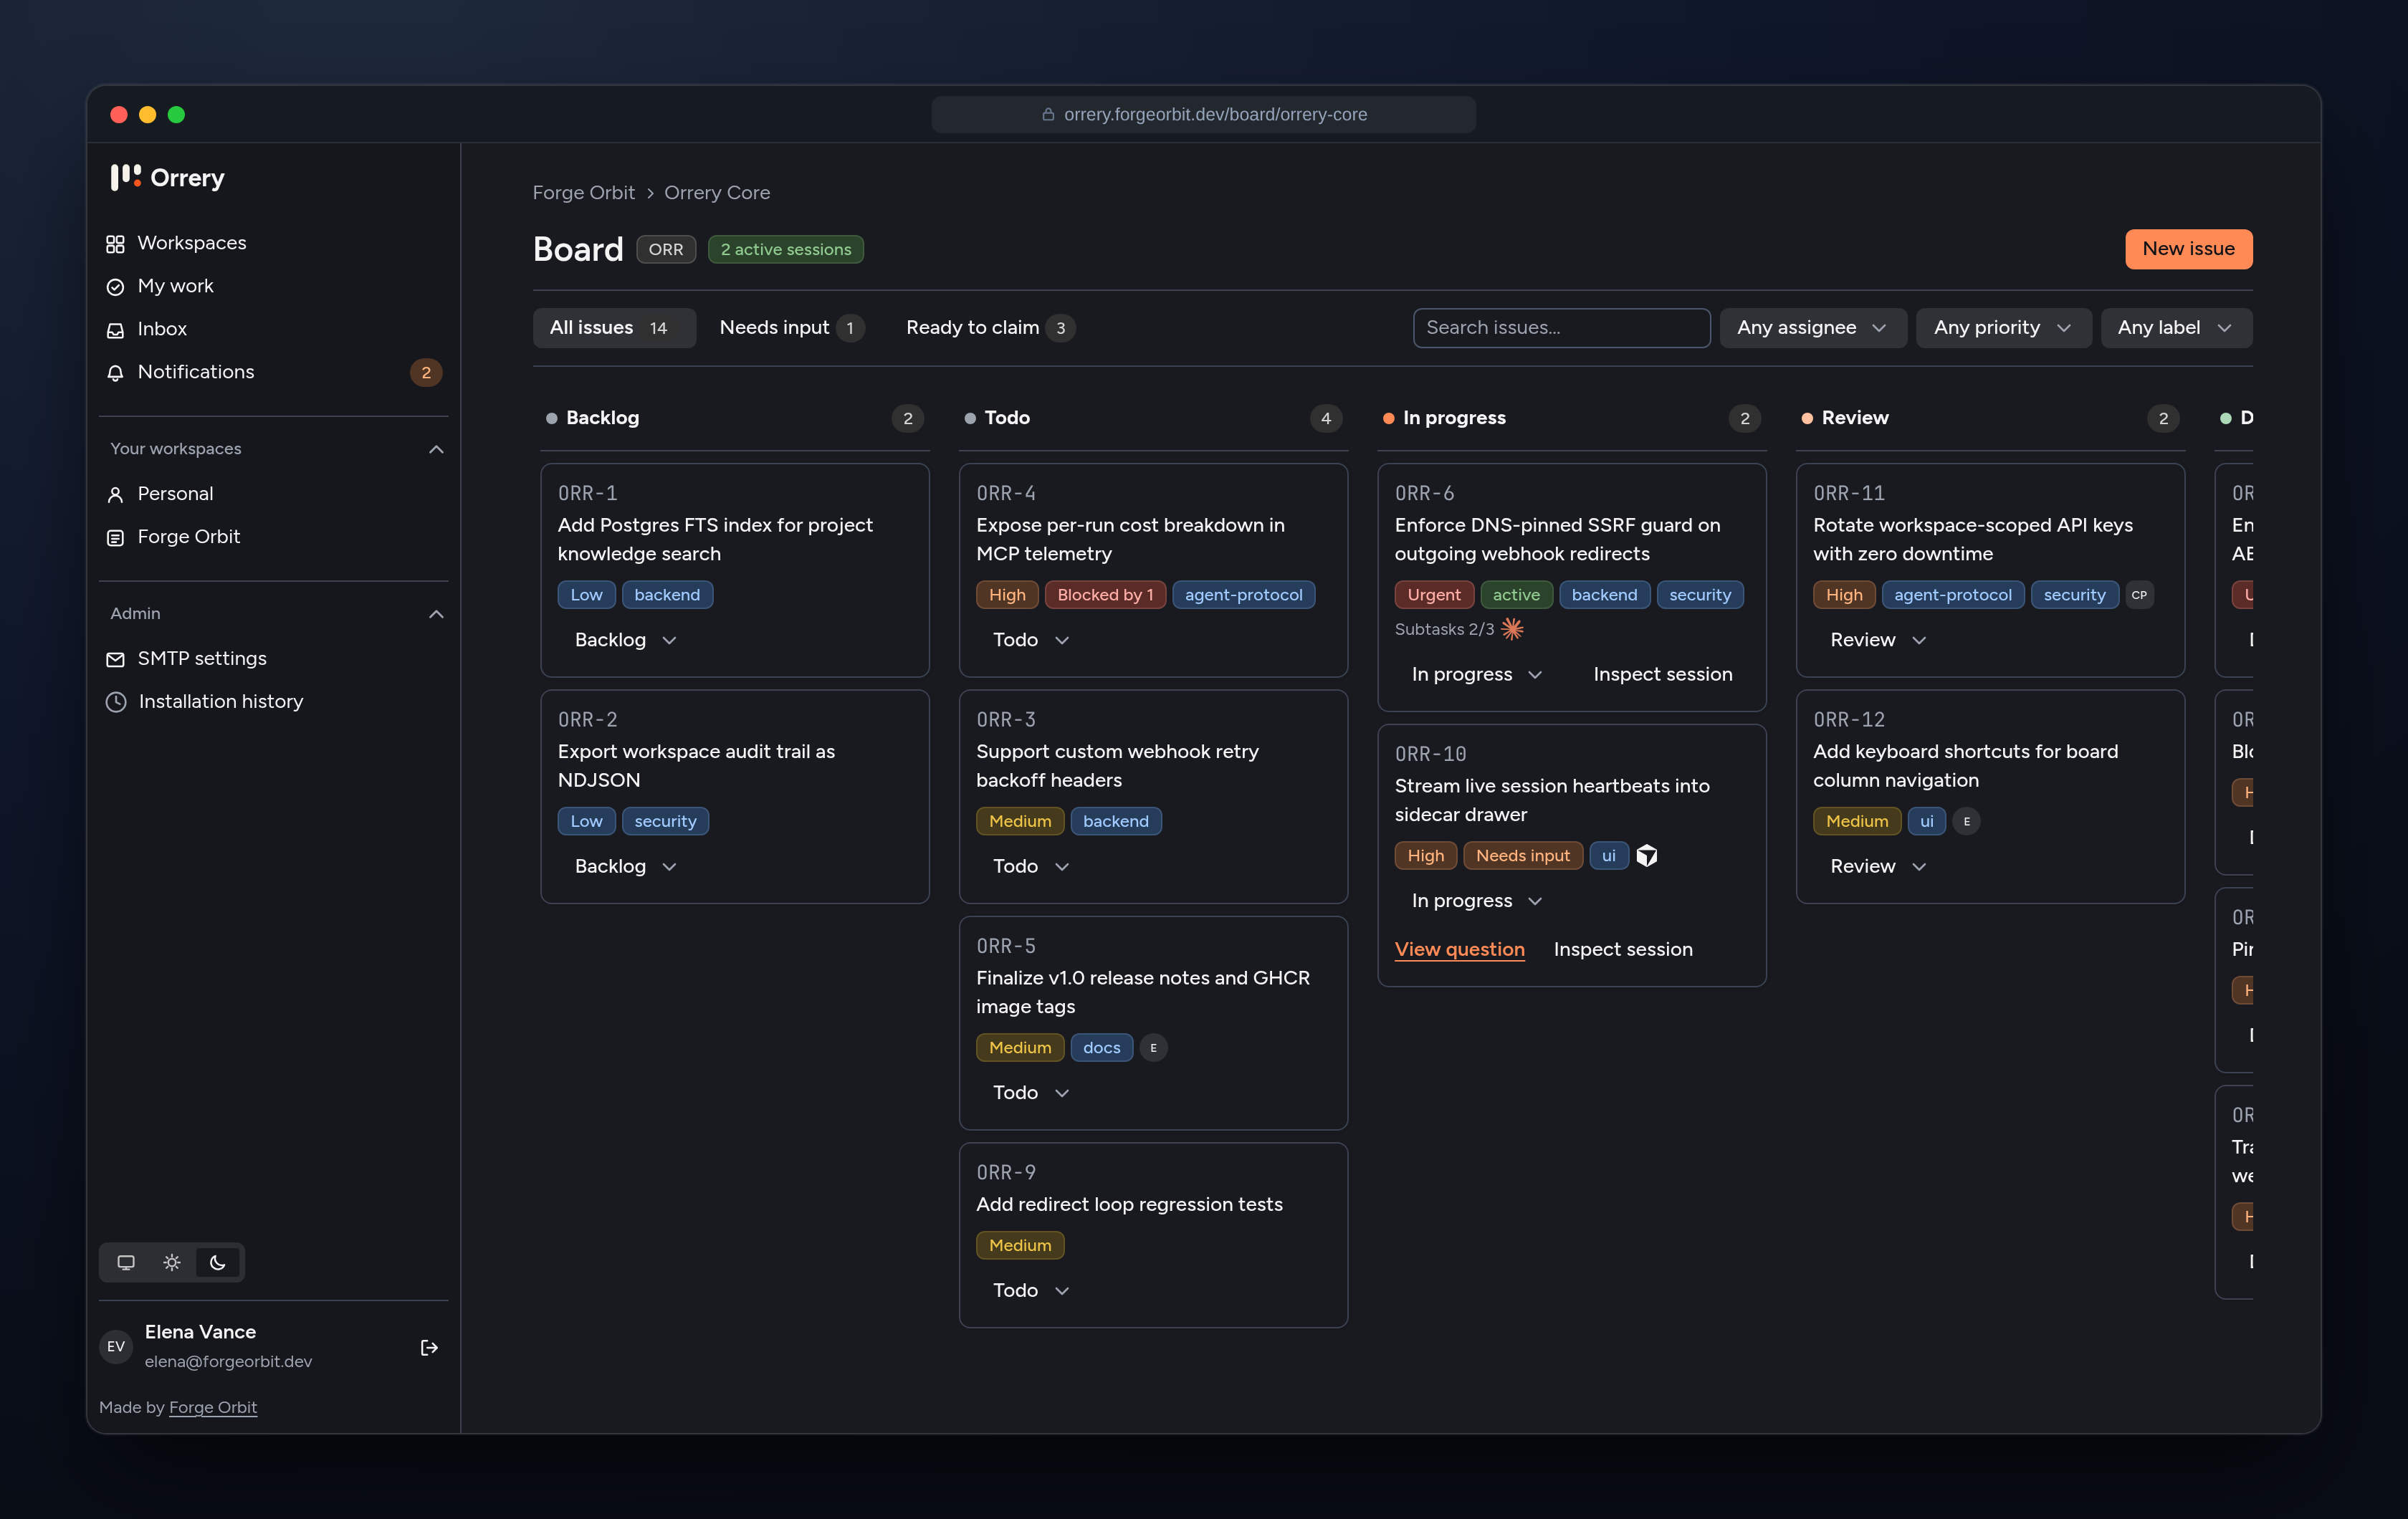 orrery.forgeorbit.dev/board/orrery-core
Orrery
Workspaces
My work
Inbox
Notifications 2
Your workspaces
Personal
Forge Orbit
Admin
SMTP settings
Installation history
EV
Elena Vance
elena@forgeorbit.dev
Made by Forge Orbit
Forge Orbit > Orrery Core
Board ORR 2 active sessions
New issue
All issues 14 Needs input 1 Ready to claim 3
Search issues... Any assignee Any priority Any label
Backlog 2
ORR-1
Add Postgres FTS index for project
knowledge search
Low backend
Backlog
ORR-2
Export workspace audit trail as
NDJSON
Low security
Backlog
Todo 4
ORR-4
Expose per-run cost breakdown in
MCP telemetry
High Blocked by 1 agent-protocol
Todo
ORR-3
Support custom webhook retry
backoff headers
Medium backend
Todo
ORR-5
Finalize v1.0 release notes and GHCR
image tags
Medium docs E
Todo
ORR-9
Add redirect loop regression tests
Medium
Todo
In progress 2
ORR-6
Enforce DNS-pinned SSRF guard on
outgoing webhook redirects
Urgent active backend security
Subtasks 2/3
In progress Inspect session
ORR-10
Stream live session heartbeats into
sidecar drawer
High Needs input ui
In progress
View question Inspect session
Review 2
ORR-11
Rotate workspace-scoped API keys
with zero downtime
High agent-protocol security CP
Review
ORR-12
Add keyboard shortcuts for board
column navigation
Medium ui E
Review